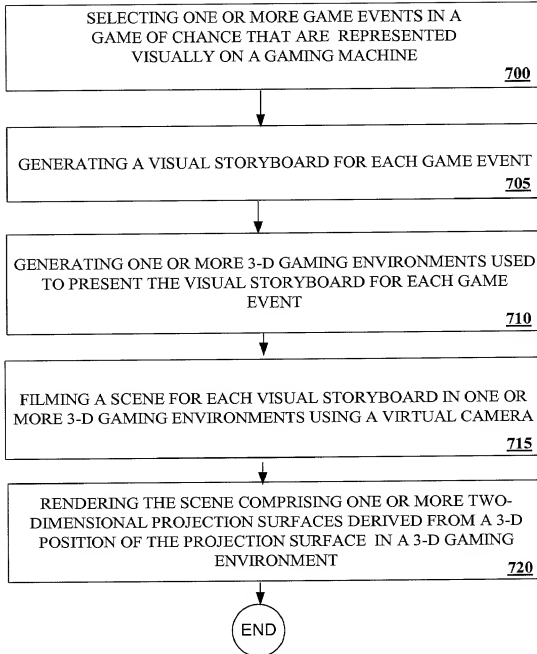 SELECTING ONE OR MORE GAME EVENTS IN A
GAME OF CHANCE THAT ARE REPRESENTED
VISUALLY ON A GAMING MACHINE
700
GENERATING A VISUAL STORYBOARD FOR EACH GAME EVENT
705
GENERATING ONE OR MORE 3-D GAMING ENVIRONMENTS USED
TO PRESENT THE VISUAL STORYBOARD FOR EACH GAME
EVENT
710
FILMING A SCENE FOR EACH VISUAL STORYBOARD IN ONE OR
MORE 3-D GAMING ENVIRONMENTS USING A VIRTUAL CAMERA
715
RENDERING THE SCENE COMPRISING ONE OR MORE TWO-
DIMENSIONAL PROJECTION SURFACES DERIVED FROM A 3-D
POSITION OF THE PROJECTION SURFACE IN A 3-D GAMING
ENVIRONMENT
720
END